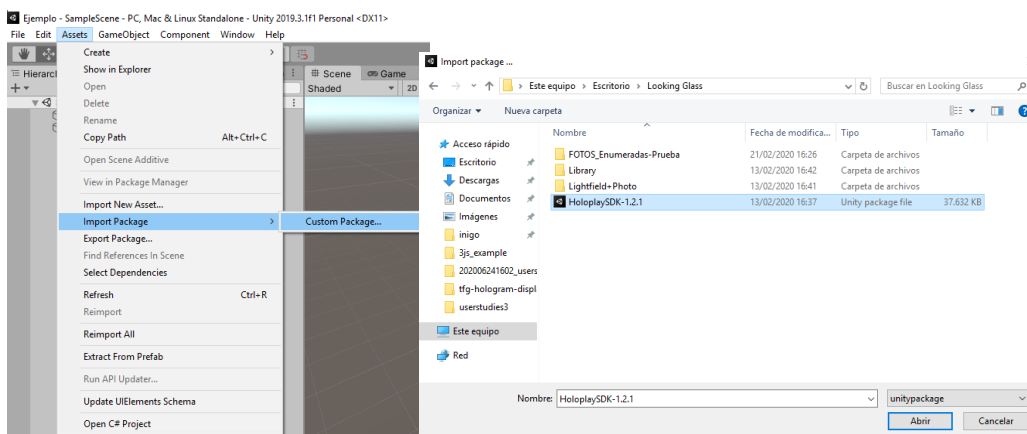 Ejemplo - SampleScene - PC, Mac & Linux Standalone - Unity 2019.3.1f1 Personal <DX11>
File Edit Assets GameObject Component Window Help
Hierarcl
Scene Game
Shaded 2D
Create
Show in Explorer
Open
Delete
Rename
Copy Path Alt+Ctrl+C
Open Scene Additive
View in Package Manager
Import New Asset...
Import Package
Custom Package...
Export Package...
Find References In Scene
Select Dependencies
Refresh Ctrl+R
Reimport
Reimport All
Extract From Prefab
Run API Updater...
Update UIElements Schema
Open C# Project
Import package ...
Este equipo > Escritorio > Looking Glass
Buscar en Looking Glass
Organizar Nueva carpeta
Nombre Fecha de modifica... Tipo Tamaño
Acceso rápido
Escritorio
Descargas
Documentos
Imágenes
inigo
3js_example
202006241602_users
tfg-hologram-displ
userstudies3
Este equipo
Red
FOTOS_Enumeradas-Prueba 21/02/2020 16:26 Carpeta de archivos
Library 13/02/2020 16:42 Carpeta de archivos
Lightfield+Photo 13/02/2020 16:41 Carpeta de archivos
HoloplaySDK-1.2.1 13/02/2020 16:37 Unity package file 37.632 KB
Nombre: HoloplaySDK-1.2.1 unitypackage
Abrir Cancelar